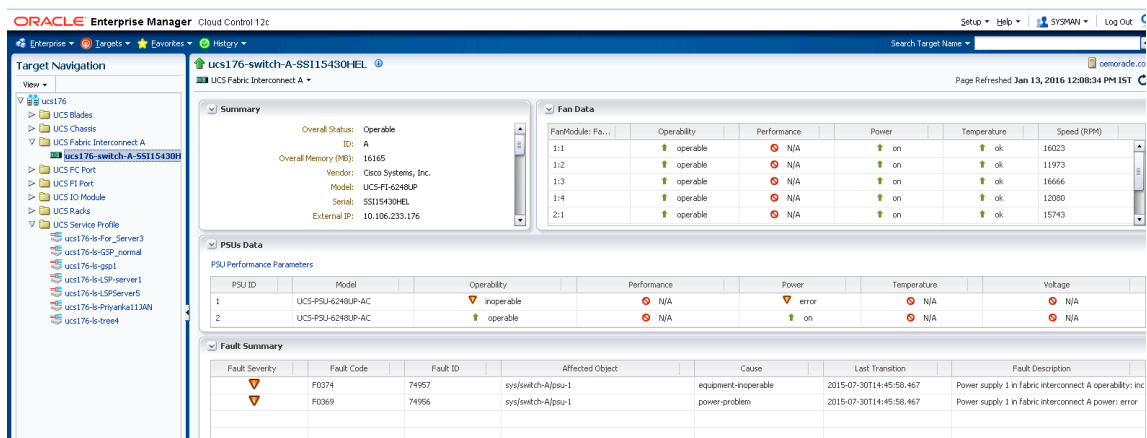 ORACLE Enterprise Manager Cloud Control 12c
Setup Help SYSMAN Log Out
Enterprise Targets Favorites History
Search Target Name
Target Navigation
View
ucs176
UCS Blades
UCS Chassis
UCS Fabric Interconnect A
ucs176-switch-A-SSI15430H
UCS FC Port
UCS FI Port
UCS IO Module
UCS Racks
UCS Service Profile
ucs176-ls-For_Server3
ucs176-ls-GSP_normal
ucs176-ls-gsp1
ucs176-ls-LSP-server1
ucs176-ls-LSPServer5
ucs176-ls-Priyanka11JAN
ucs176-ls-tree4
ucs176-switch-A-SSI15430HEL
oemoracle.co
UCS Fabric Interconnect A
Page Refreshed Jan 13, 2016 12:08:34 PM IST
Summary
Overall Status: Operable
ID: A
Overall Memory (MB): 16165
Vendor: Cisco Systems, Inc.
Model: UCS-FI-6248UP
Serial: SSI15430HEL
External IP: 10.106.233.176
Fan Data
FanModule: Fa... Operability Performance Power Temperature Speed (RPM)
1:1 operable N/A on ok 16023
1:2 operable N/A on ok 11973
1:3 operable N/A on ok 16666
1:4 operable N/A on ok 12080
2:1 operable N/A on ok 15743
PSUs Data
PSU Performance Parameters
PSU ID Model Operability Performance Power Temperature Voltage
1 UCS-PSU-6248UP-AC inoperable N/A error N/A N/A
2 UCS-PSU-6248UP-AC operable N/A on N/A N/A
Fault Summary
Fault Severity Fault Code Fault ID Affected Object Cause Last Transition Fault Description
F0374 74957 sys/switch-A/psu-1 equipment-inoperable 2015-07-30T14:45:58.467 Power supply 1 in fabric interconnect A operability: inc
F0369 74956 sys/switch-A/psu-1 power-problem 2015-07-30T14:45:58.467 Power supply 1 in fabric interconnect A power: error